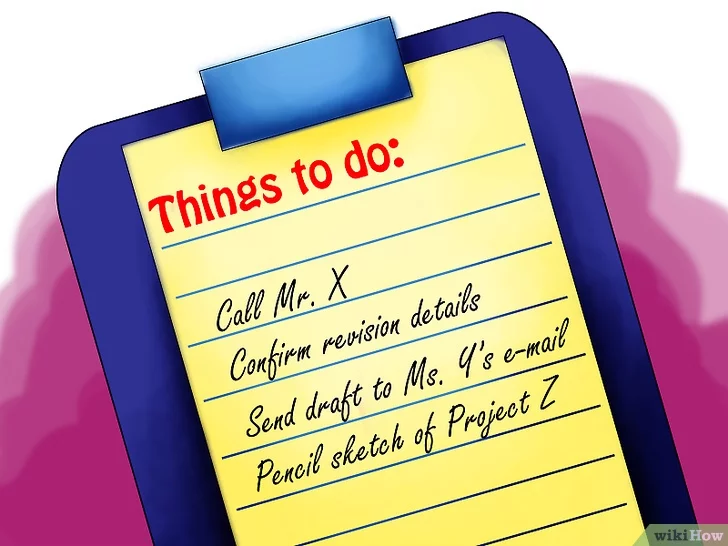 Things to do:
Call Mr. X
Confirm revision details
Send draft to Ms. Y's e-mail
Pencil sketch of Project Z
wikiHow